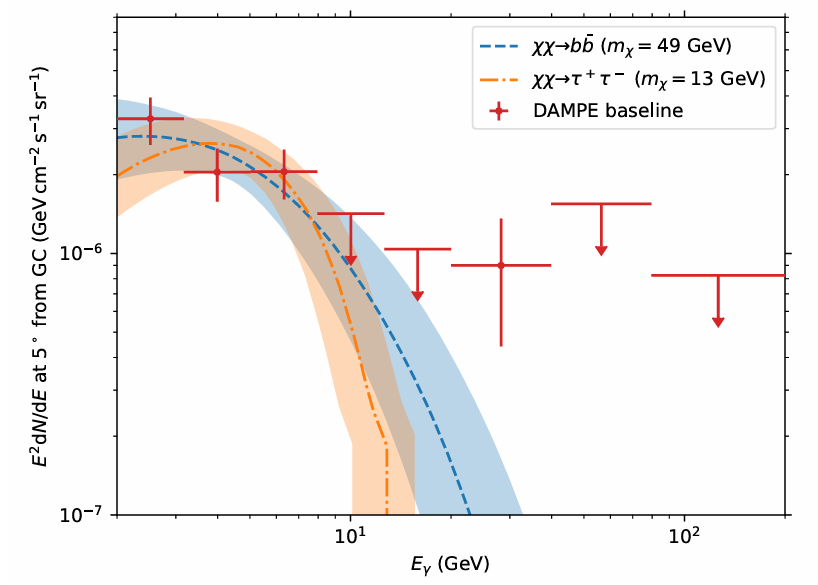 χχ→bb̄ (mχ = 49 GeV)
χχ→τ⁺τ⁻ (mχ = 13 GeV)
DAMPE baseline
E²dN/dE at 5° from GC (GeV cm⁻² s⁻¹ sr⁻¹)
10⁻⁶
10⁻⁷
10¹
10²
Eγ (GeV)